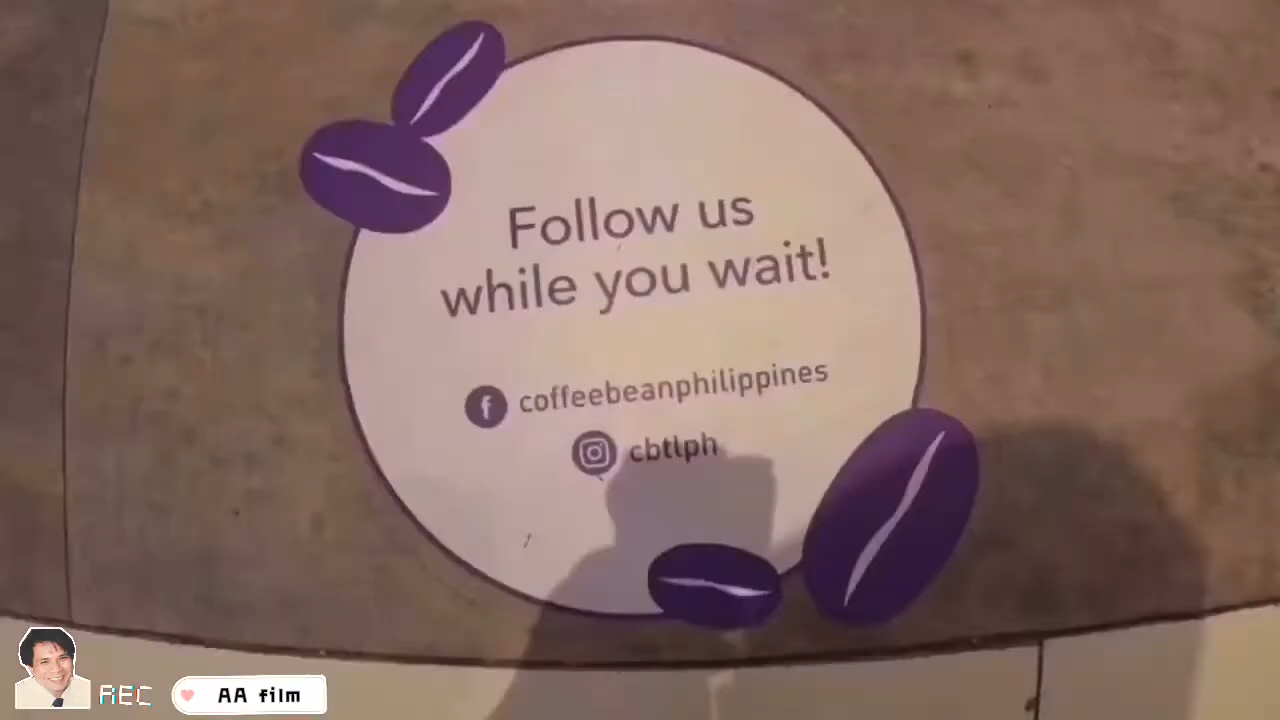 Follow us
while you wait!
coffeebeanphilippines
cbtlph
REC
AA film